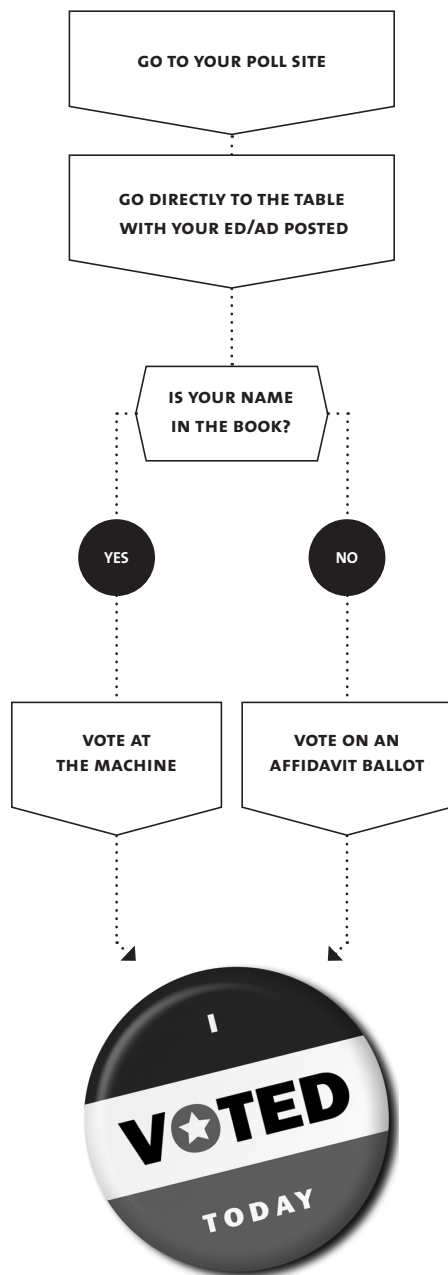 GO TO YOUR POLL SITE
GO DIRECTLY TO THE TABLE
WITH YOUR ED/AD POSTED
IS YOUR NAME
IN THE BOOK?
YES
NO
VOTE AT
THE MACHINE
VOTE ON AN
AFFIDAVIT BALLOT
I
VOTED
TODAY